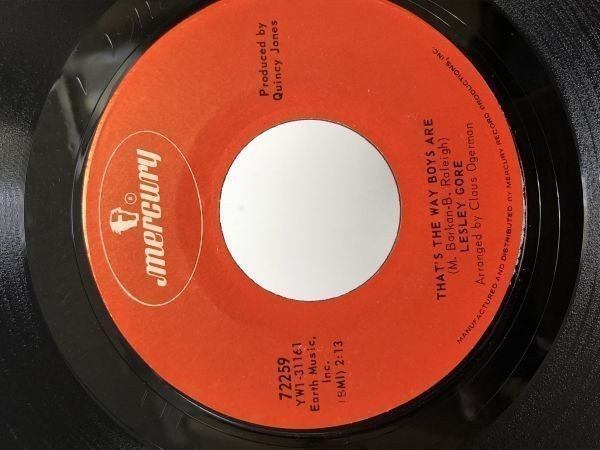 mercury
®
72259
YW1-31161
Earth Music,
Inc.
(BMI) 2:13
Produced by
Quincy Jones
THAT'S THE WAY BOYS ARE
(M. Barkan-B. Raleigh)
LESLEY GORE
Arranged by Claus Ogerman
MANUFACTURED AND DISTRIBUTED BY MERCURY RECORD PRODUCTIONS, INC.